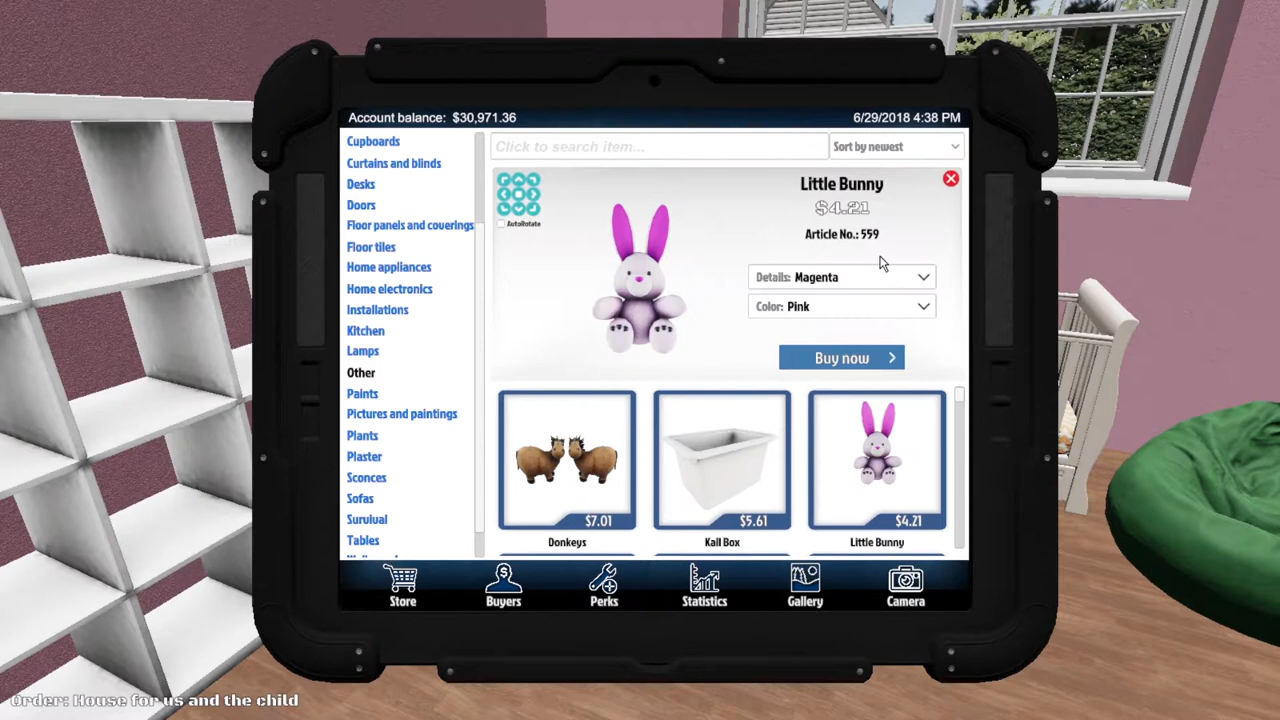 Account balance: $30,971.36
6/29/2018 4:38 PM
Cupboards
Curtains and blinds
Desks
Doors
Floor panels and coverings
Floor tiles
Home appliances
Home electronics
Installations
Kitchen
Lamps
Other
Paints
Pictures and paintings
Plants
Plaster
Sconces
Sofas
Survival
Tables
Click to search item...
Sort by newest
AutoRotate
Little Bunny
$4.21
Article No.: 559
Details: Magenta
Color: Pink
Buy now
$7.01
$5.61
$4.21
Donkeys
Kall Box
Little Bunny
Store
Buyers
Perks
Statistics
Gallery
Camera
Order: House for us and the child